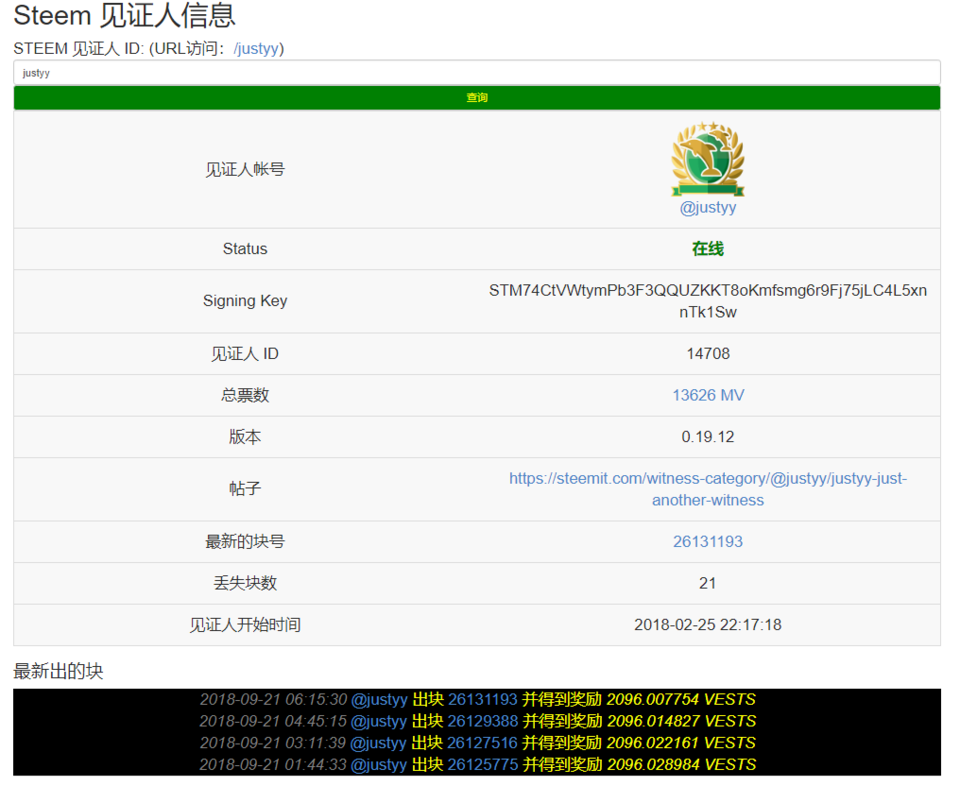 Steem 见证人信息
STEEM 见证人 ID: (URL访问：/justyy)
justyy
查询
见证人帐号
@justyy
Status 在线
Signing Key STM74CtVWtymPb3F3QQUZKKT8oKmfsmg6r9Fj75jLC4L5xn
nTk1Sw
见证人 ID 14708
总票数 13626 MV
版本 0.19.12
帖子 https://steemit.com/witness-category/@justyy/justyy-just-
another-witness
最新的块号 26131193
丢失块数 21
见证人开始时间 2018-02-25 22:17:18
最新出的块
2018-09-21 06:15:30 @justyy 出块 26131193 并得到奖励 2096.007754 VESTS
2018-09-21 04:45:15 @justyy 出块 26129388 并得到奖励 2096.014827 VESTS
2018-09-21 03:11:39 @justyy 出块 26127516 并得到奖励 2096.022161 VESTS
2018-09-21 01:44:33 @justyy 出块 26125775 并得到奖励 2096.028984 VESTS